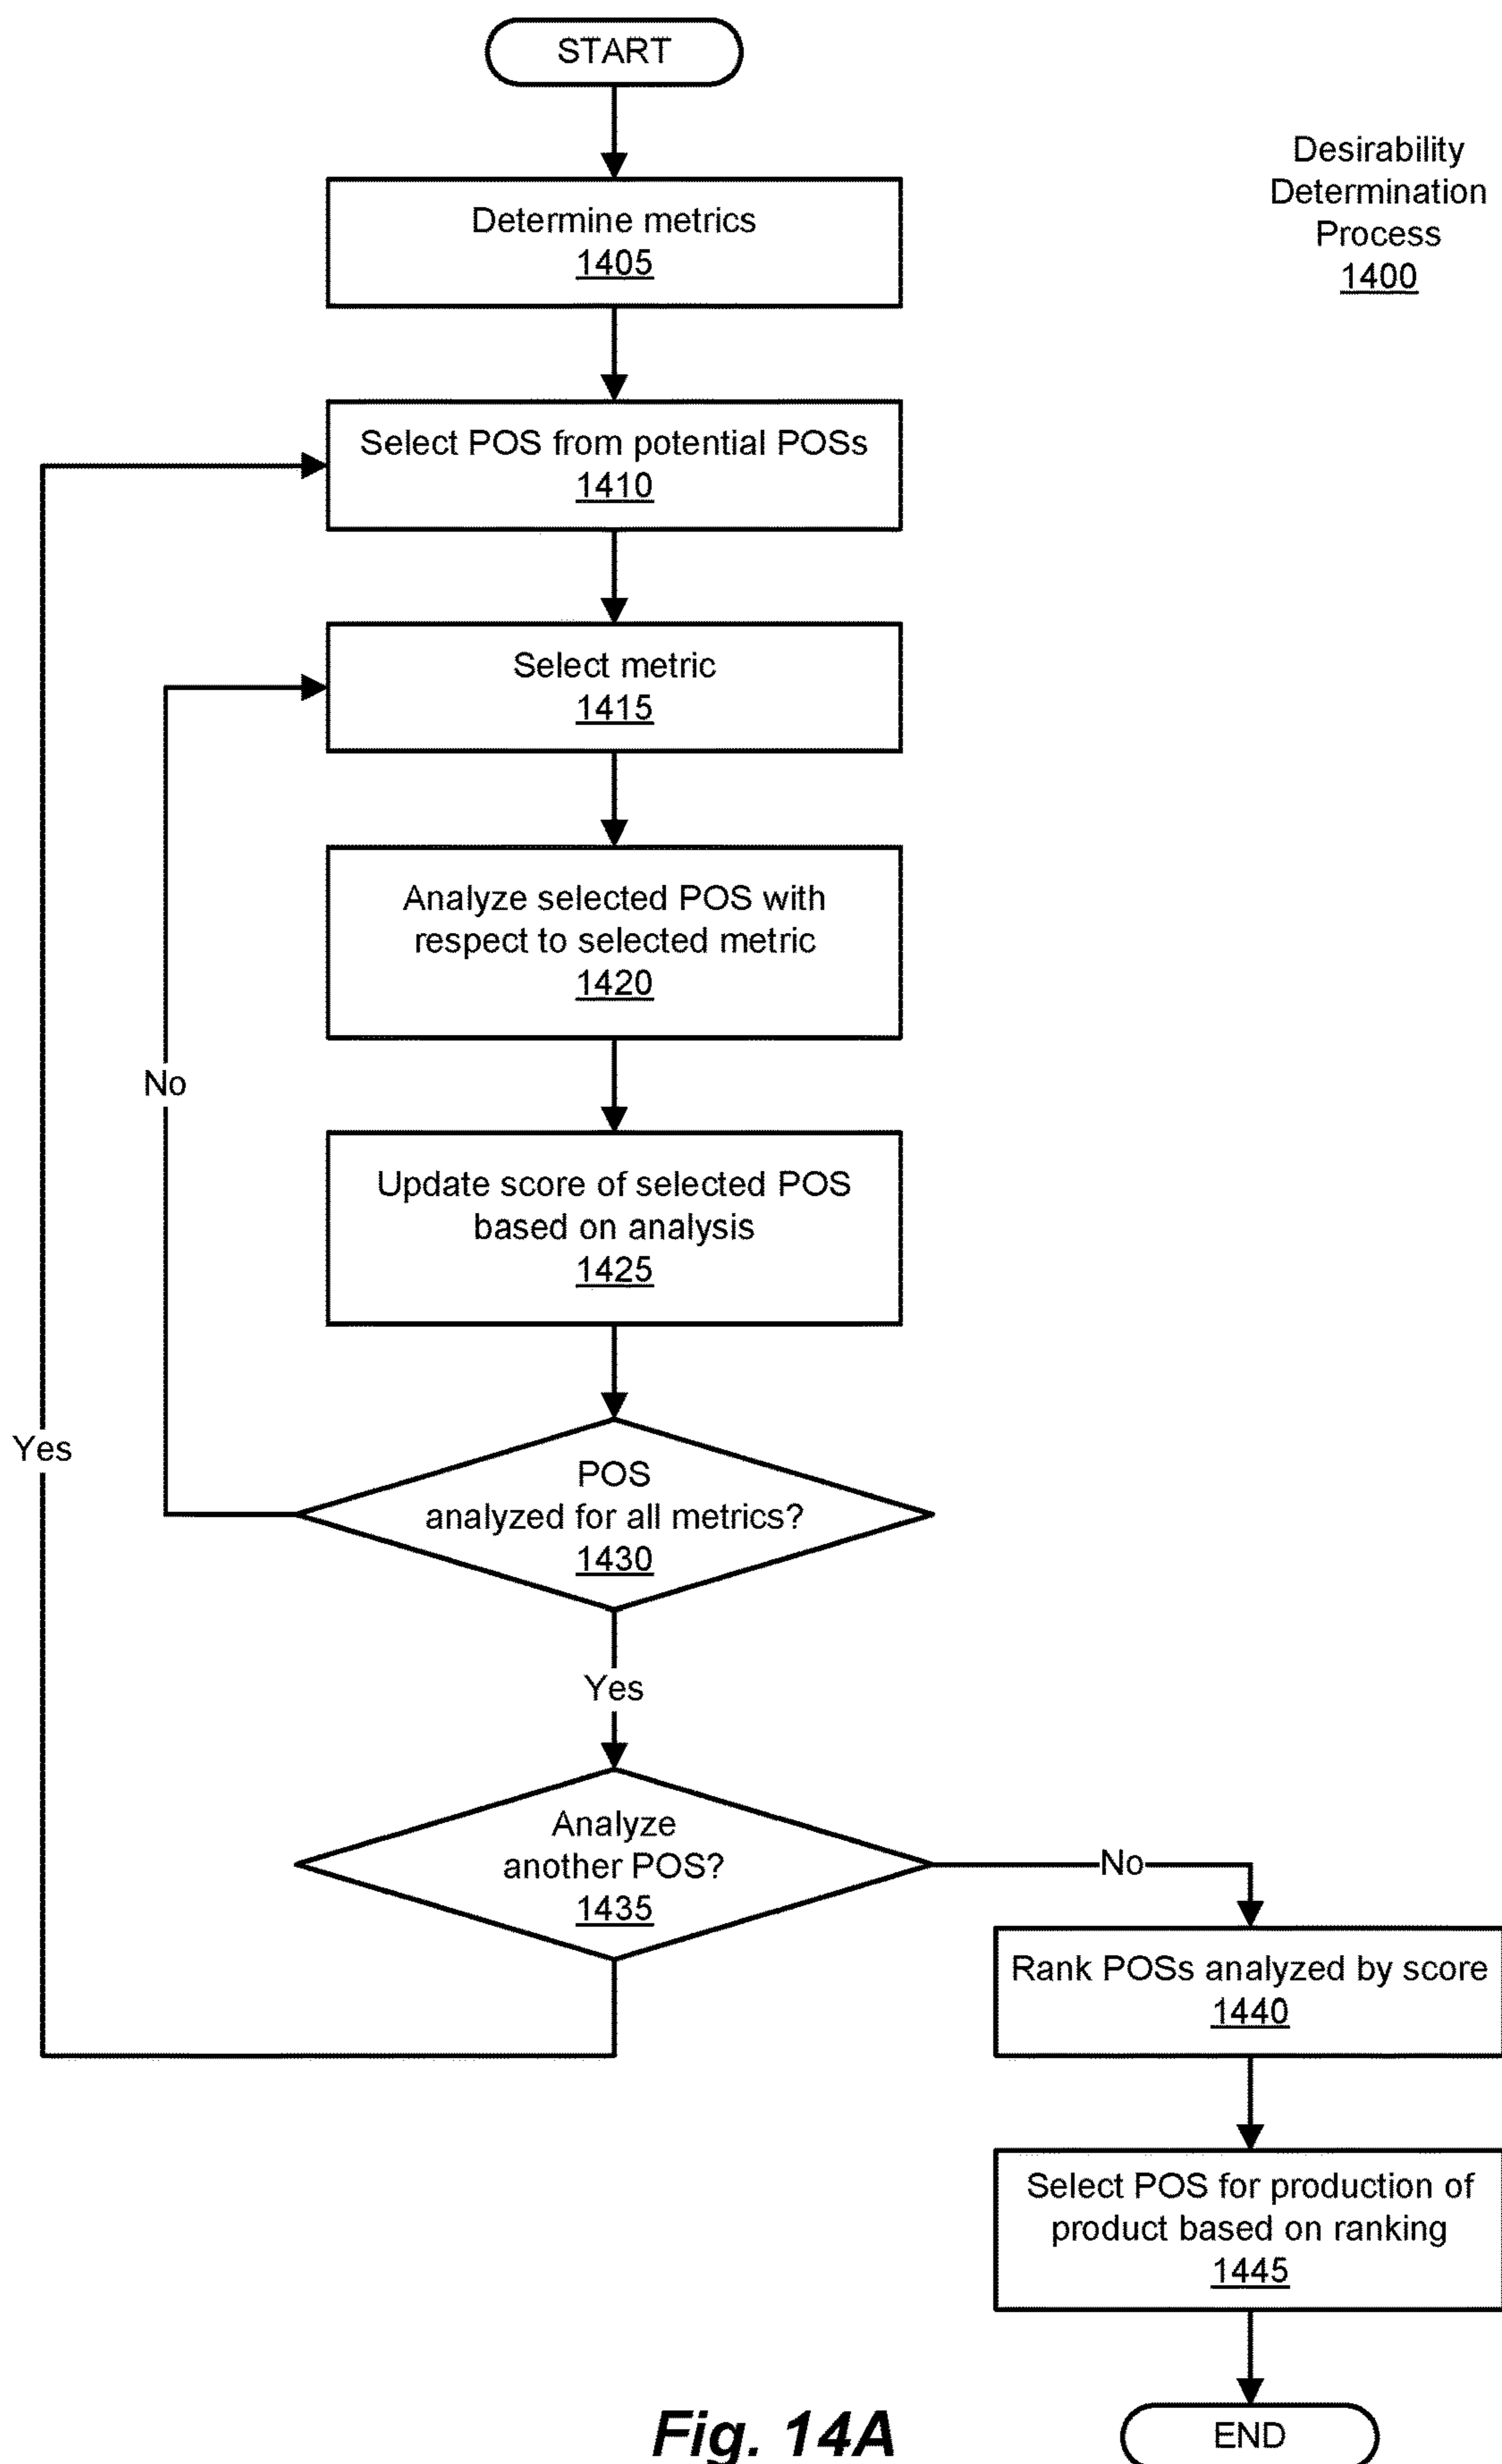 START
Desirability
Determination
Process
1400
Determine metrics
1405
Select POS from potential POSs
1410
Select metric
1415
Analyze selected POS with
respect to selected metric
1420
No
Update score of selected POS
based on analysis
1425
Yes
POS
analyzed for all metrics?
1430
Yes
Analyze
another POS?
1435
No
Rank POSs analyzed by score
1440
Select POS for production of
product based on ranking
1445
END
Fig. 14A